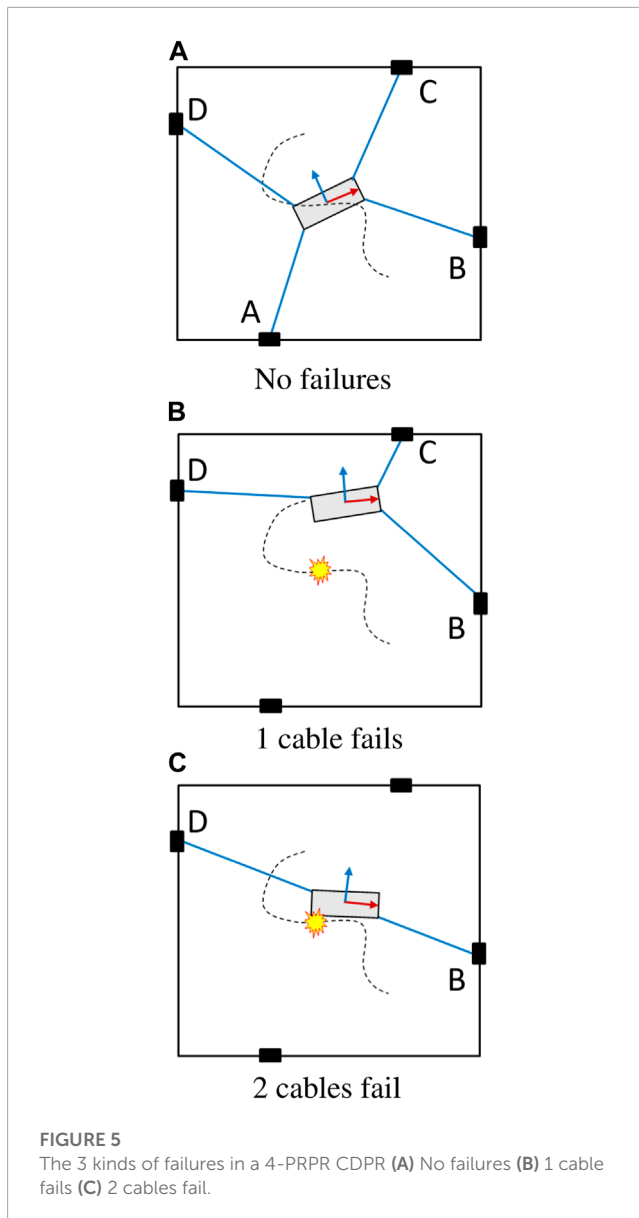 A
D
C
B
A
No failures
B
D
C
B
1 cable fails
C
D
B
2 cables fail
FIGURE 5
The 3 kinds of failures in a 4-PRPR CDPR (A) No failures (B) 1 cable
fails (C) 2 cables fail.